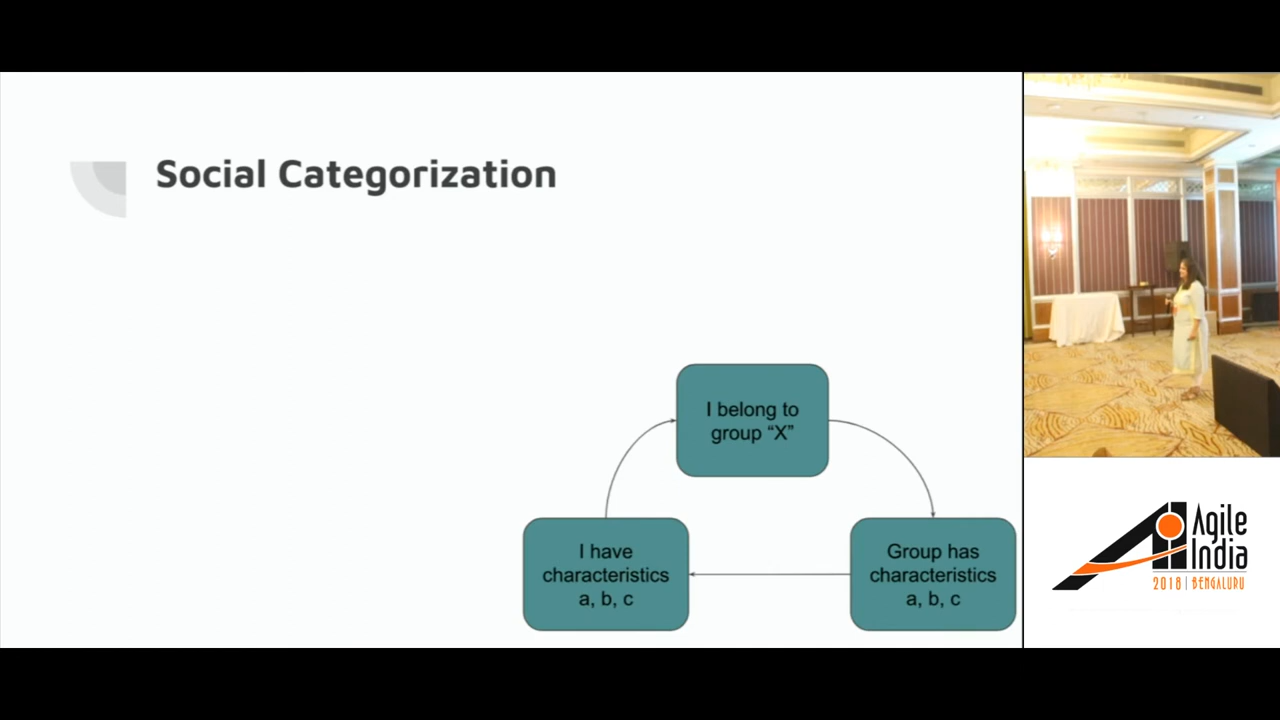 Social Categorization
I belong to
group “X”
I have
characteristics
a, b, c
Group has
characteristics
a, b, c
Agile
India
2018 | BENGALURU